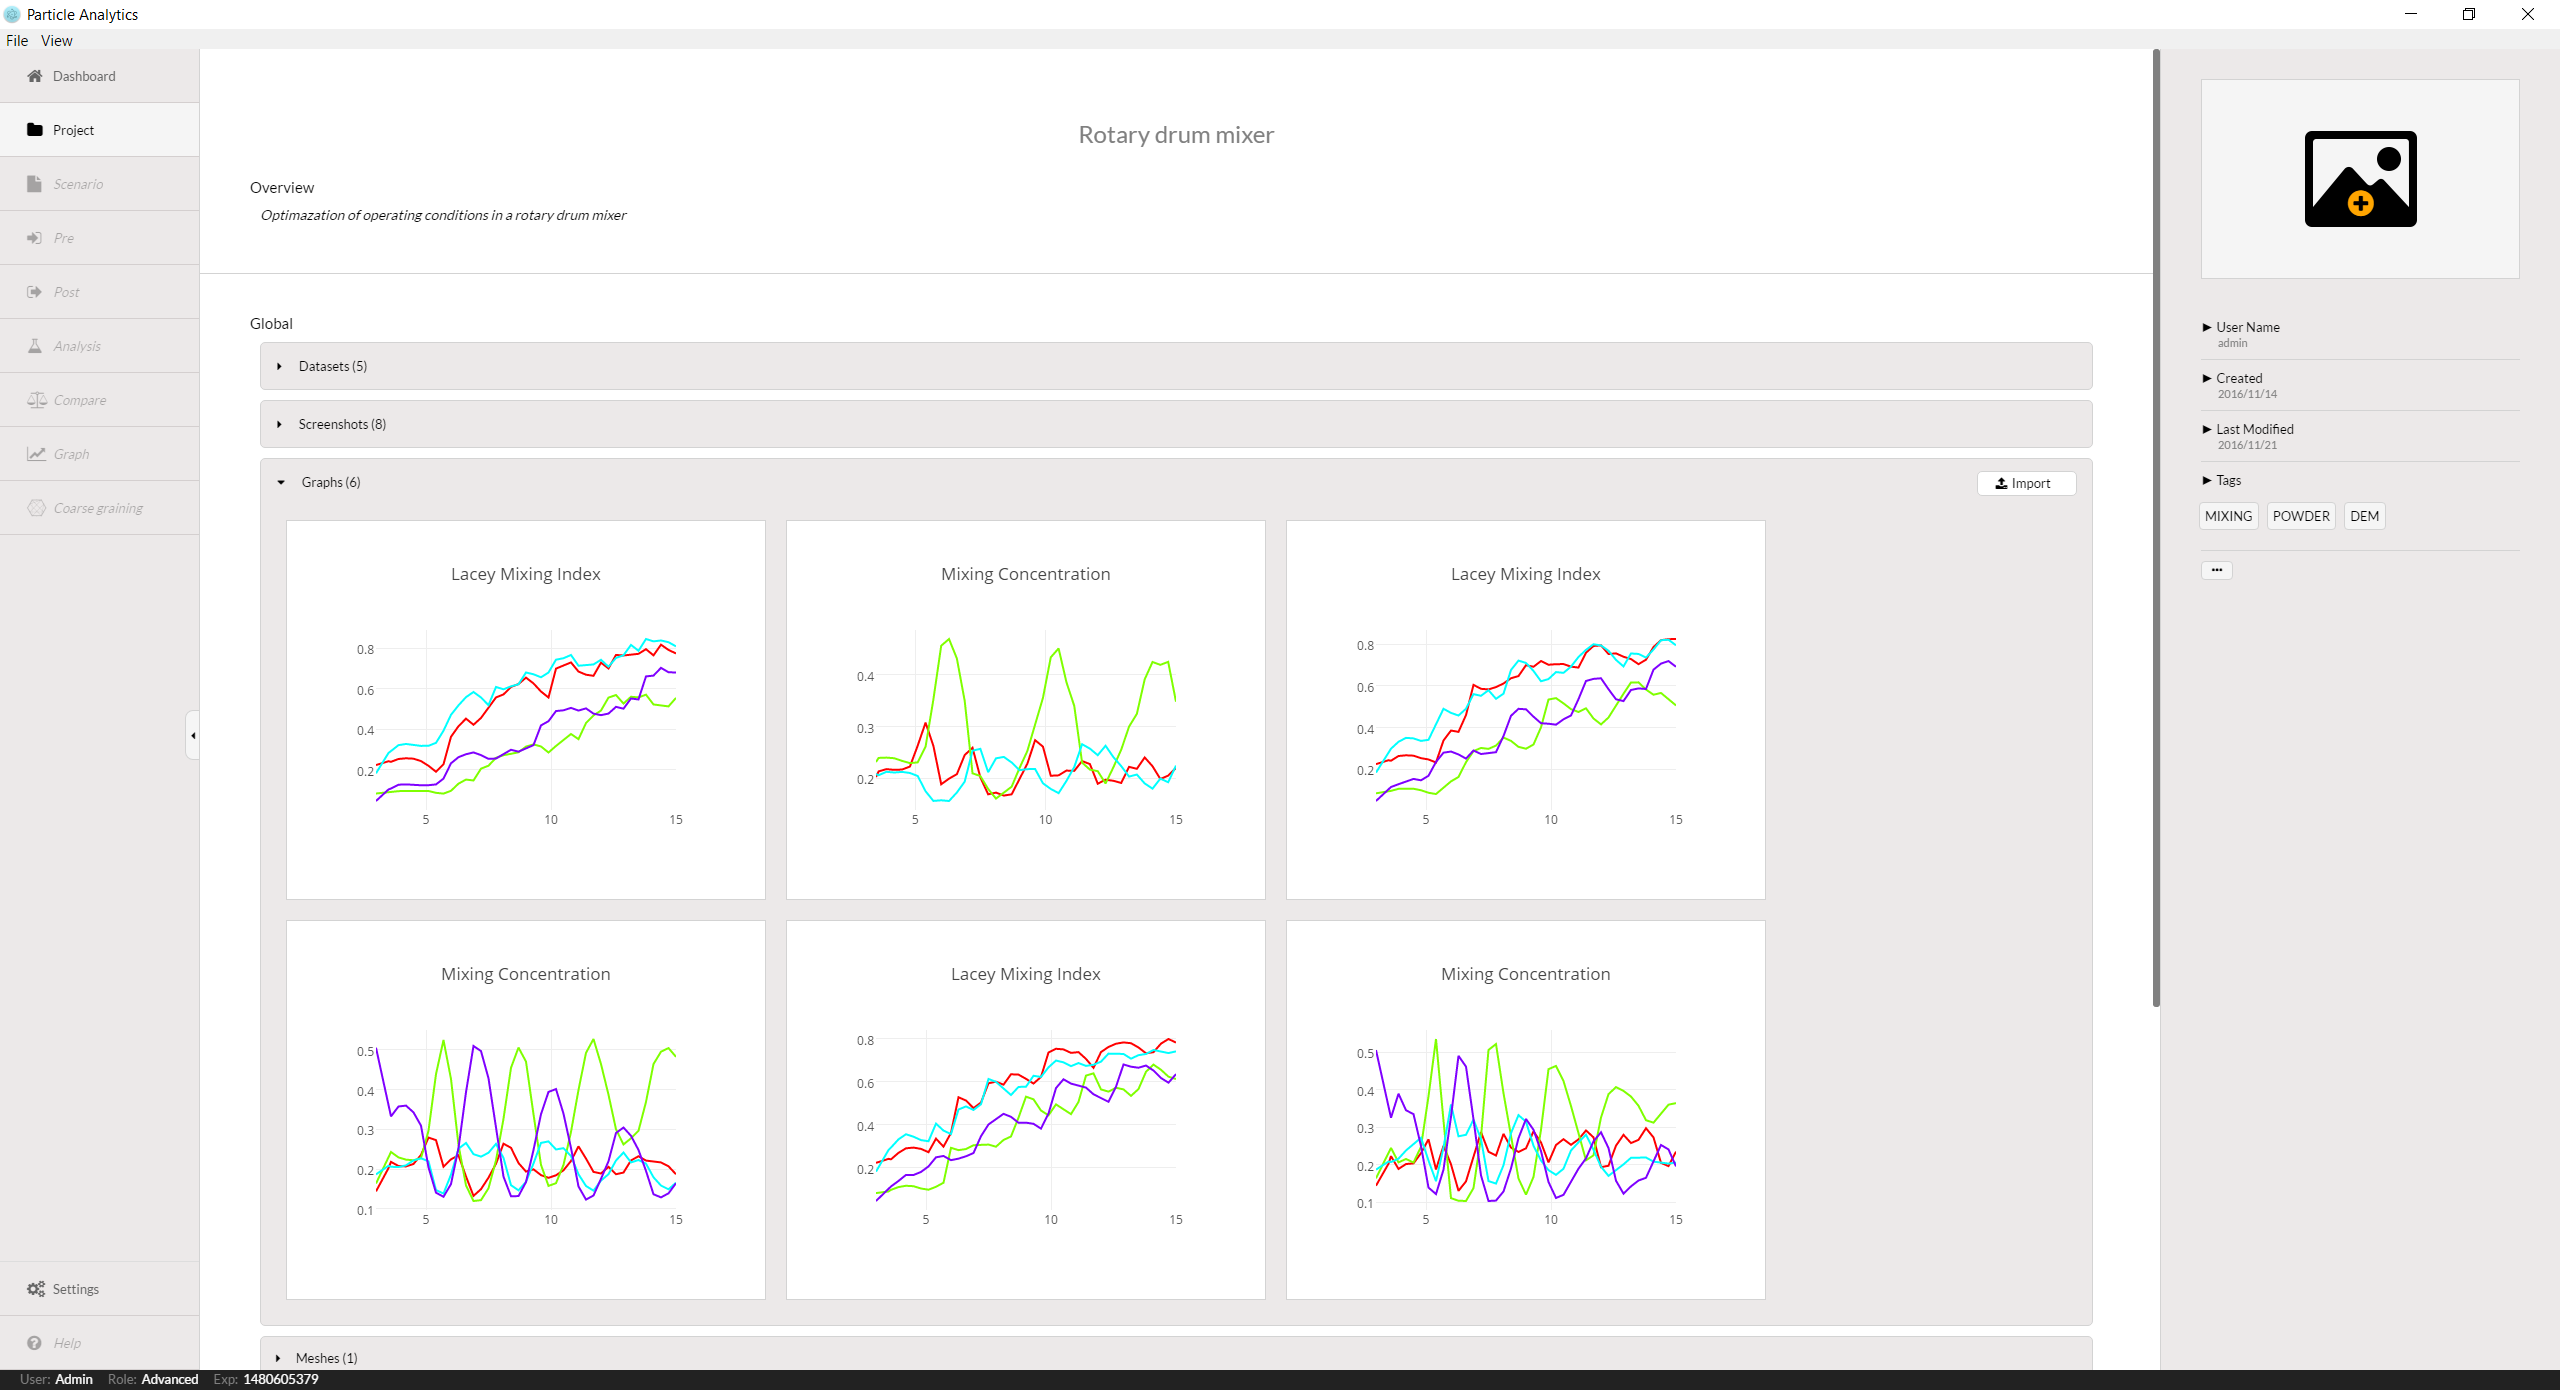 Particle Analytics
File View
Dashboard
Project
Scenario
Pre
Post
Analysis
Compare
Graph
Coarse graining
Settings
Help
Rotary drum mixer
Overview
Optimazation of operating conditions in a rotary drum mixer
Global
Datasets (5)
Screenshots (8)
Graphs (6)
Import
Lacey Mixing Index
0.8
0.6
0.4
0.2
5 10 15
Mixing Concentration
0.4
0.3
0.2
5 10 15
Lacey Mixing Index
0.8
0.6
0.4
0.2
5 10 15
Mixing Concentration
0.5
0.4
0.3
0.2
0.1
5 10 15
Lacey Mixing Index
0.8
0.6
0.4
0.2
5 10 15
Mixing Concentration
0.5
0.4
0.3
0.2
0.1
5 10 15
Meshes (1)
User Name
admin
Created
2016/11/14
Last Modified
2016/11/21
Tags
MIXING POWDER DEM
User: Admin Role: Advanced Exp: 1480605379